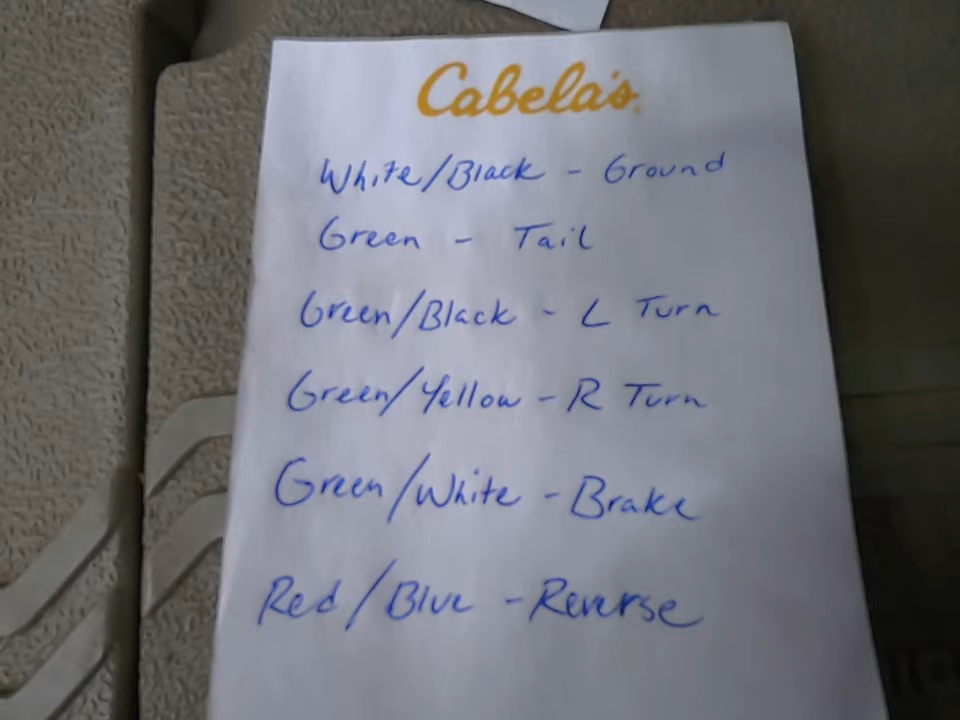 Cabela's
White/Black - Ground
Green - Tail
Green/Black - L Turn
Green/Yellow - R Turn
Green/White - Brake
Red/Blue - Reverse